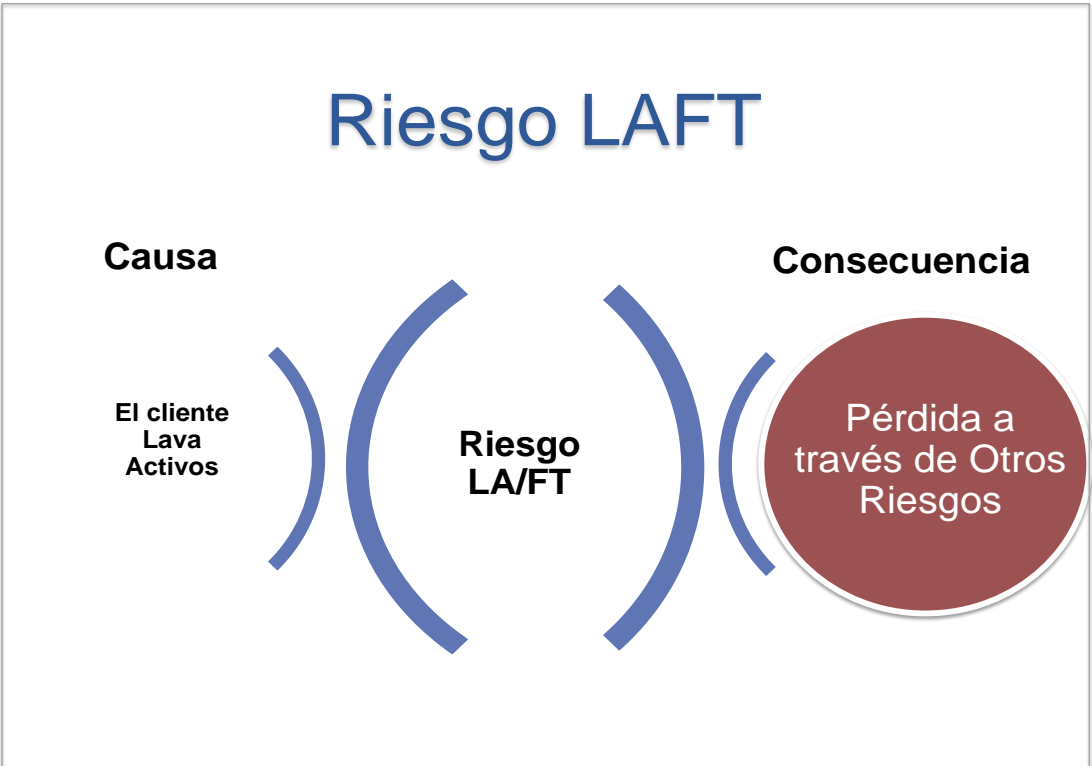 Riesgo LAFT
Causa
Consecuencia
El cliente
Lava
Activos
Riesgo
LA/FT
Pérdida a
través de Otros
Riesgos